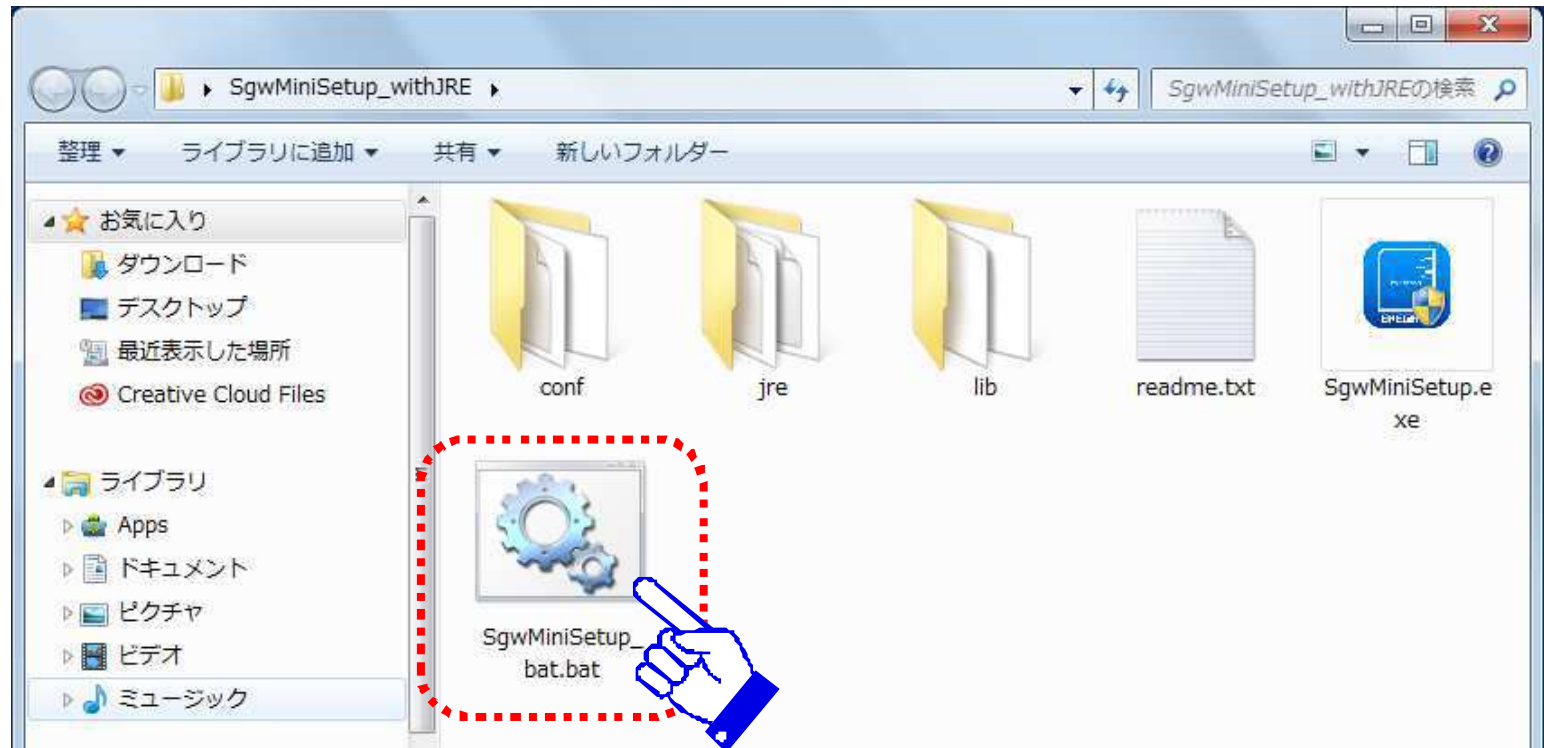 SgwMiniSetup_withJRE
SgwMiniSetup_withJREの検索
整理
ライブラリに追加
共有
新しいフォルダー
お気に入り
ダウンロード
デスクトップ
最近表示した場所
Creative Cloud Files
ライブラリ
Apps
ドキュメント
ピクチャ
ビデオ
ミュージック
conf
jre
lib
readme.txt
SgwMiniSetup.e
xe
SgwMiniSetup_
bat.bat